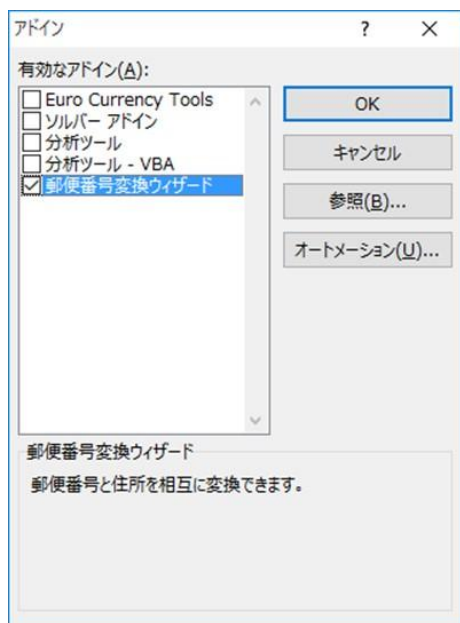 アドイン
有効なアドイン(A):
Euro Currency Tools
ソルバー アドイン
分析ツール
分析ツール - VBA
郵便番号変換ウィザード
OK
キャンセル
参照(B)...
オートメーション(U)...
郵便番号変換ウィザード
郵便番号と住所を相互に変換できます。